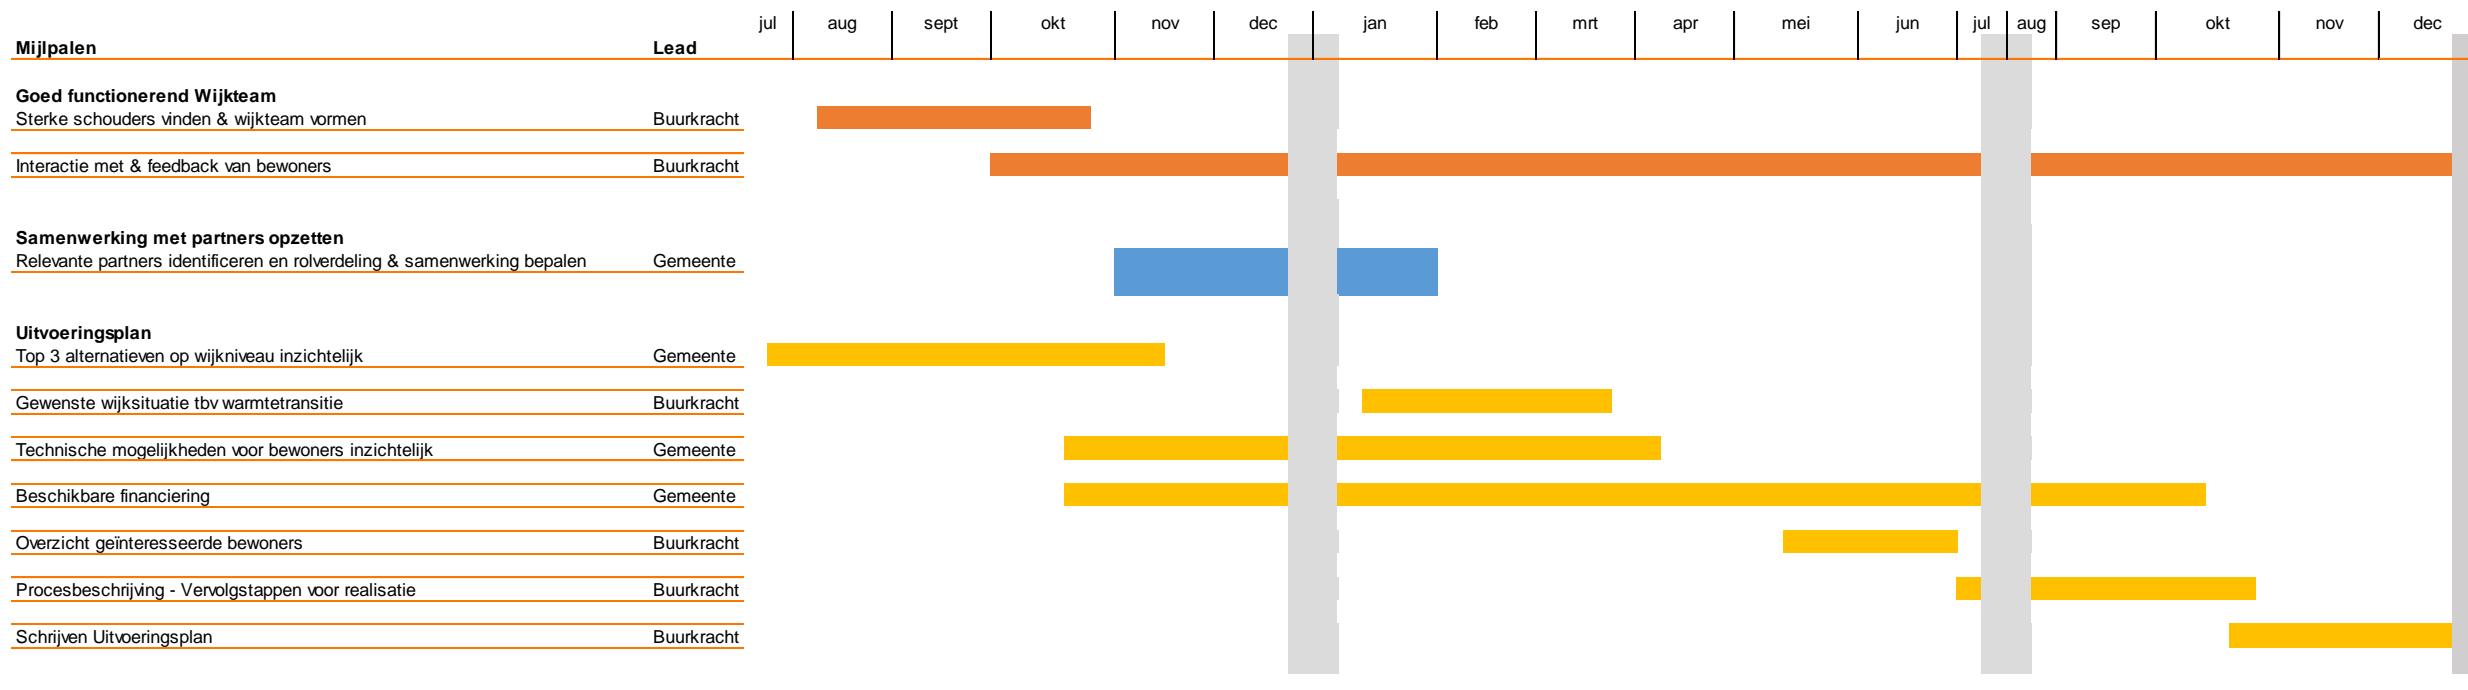 jul aug sept okt nov dec jan feb mrt apr mei jun jul aug sep okt nov dec
Mijlpalen Lead
Goed functionerend Wijkteam
Sterke schouders vinden & wijkteam vormen Buurkracht
Interactie met & feedback van bewoners Buurkracht
Samenwerking met partners opzetten
Relevante partners identificeren en rolverdeling & samenwerking bepalen Gemeente
Uitvoeringsplan
Top 3 alternatieven op wijkniveau inzichtelijk Gemeente
Gewenste wijksituatie tbv warmtetransitie Buurkracht
Technische mogelijkheden voor bewoners inzichtelijk Gemeente
Beschikbare financiering Gemeente
Overzicht geïnteresseerde bewoners Buurkracht
Procesbeschrijving - Vervolgstappen voor realisatie Buurkracht
Schrijven Uitvoeringsplan Buurkracht